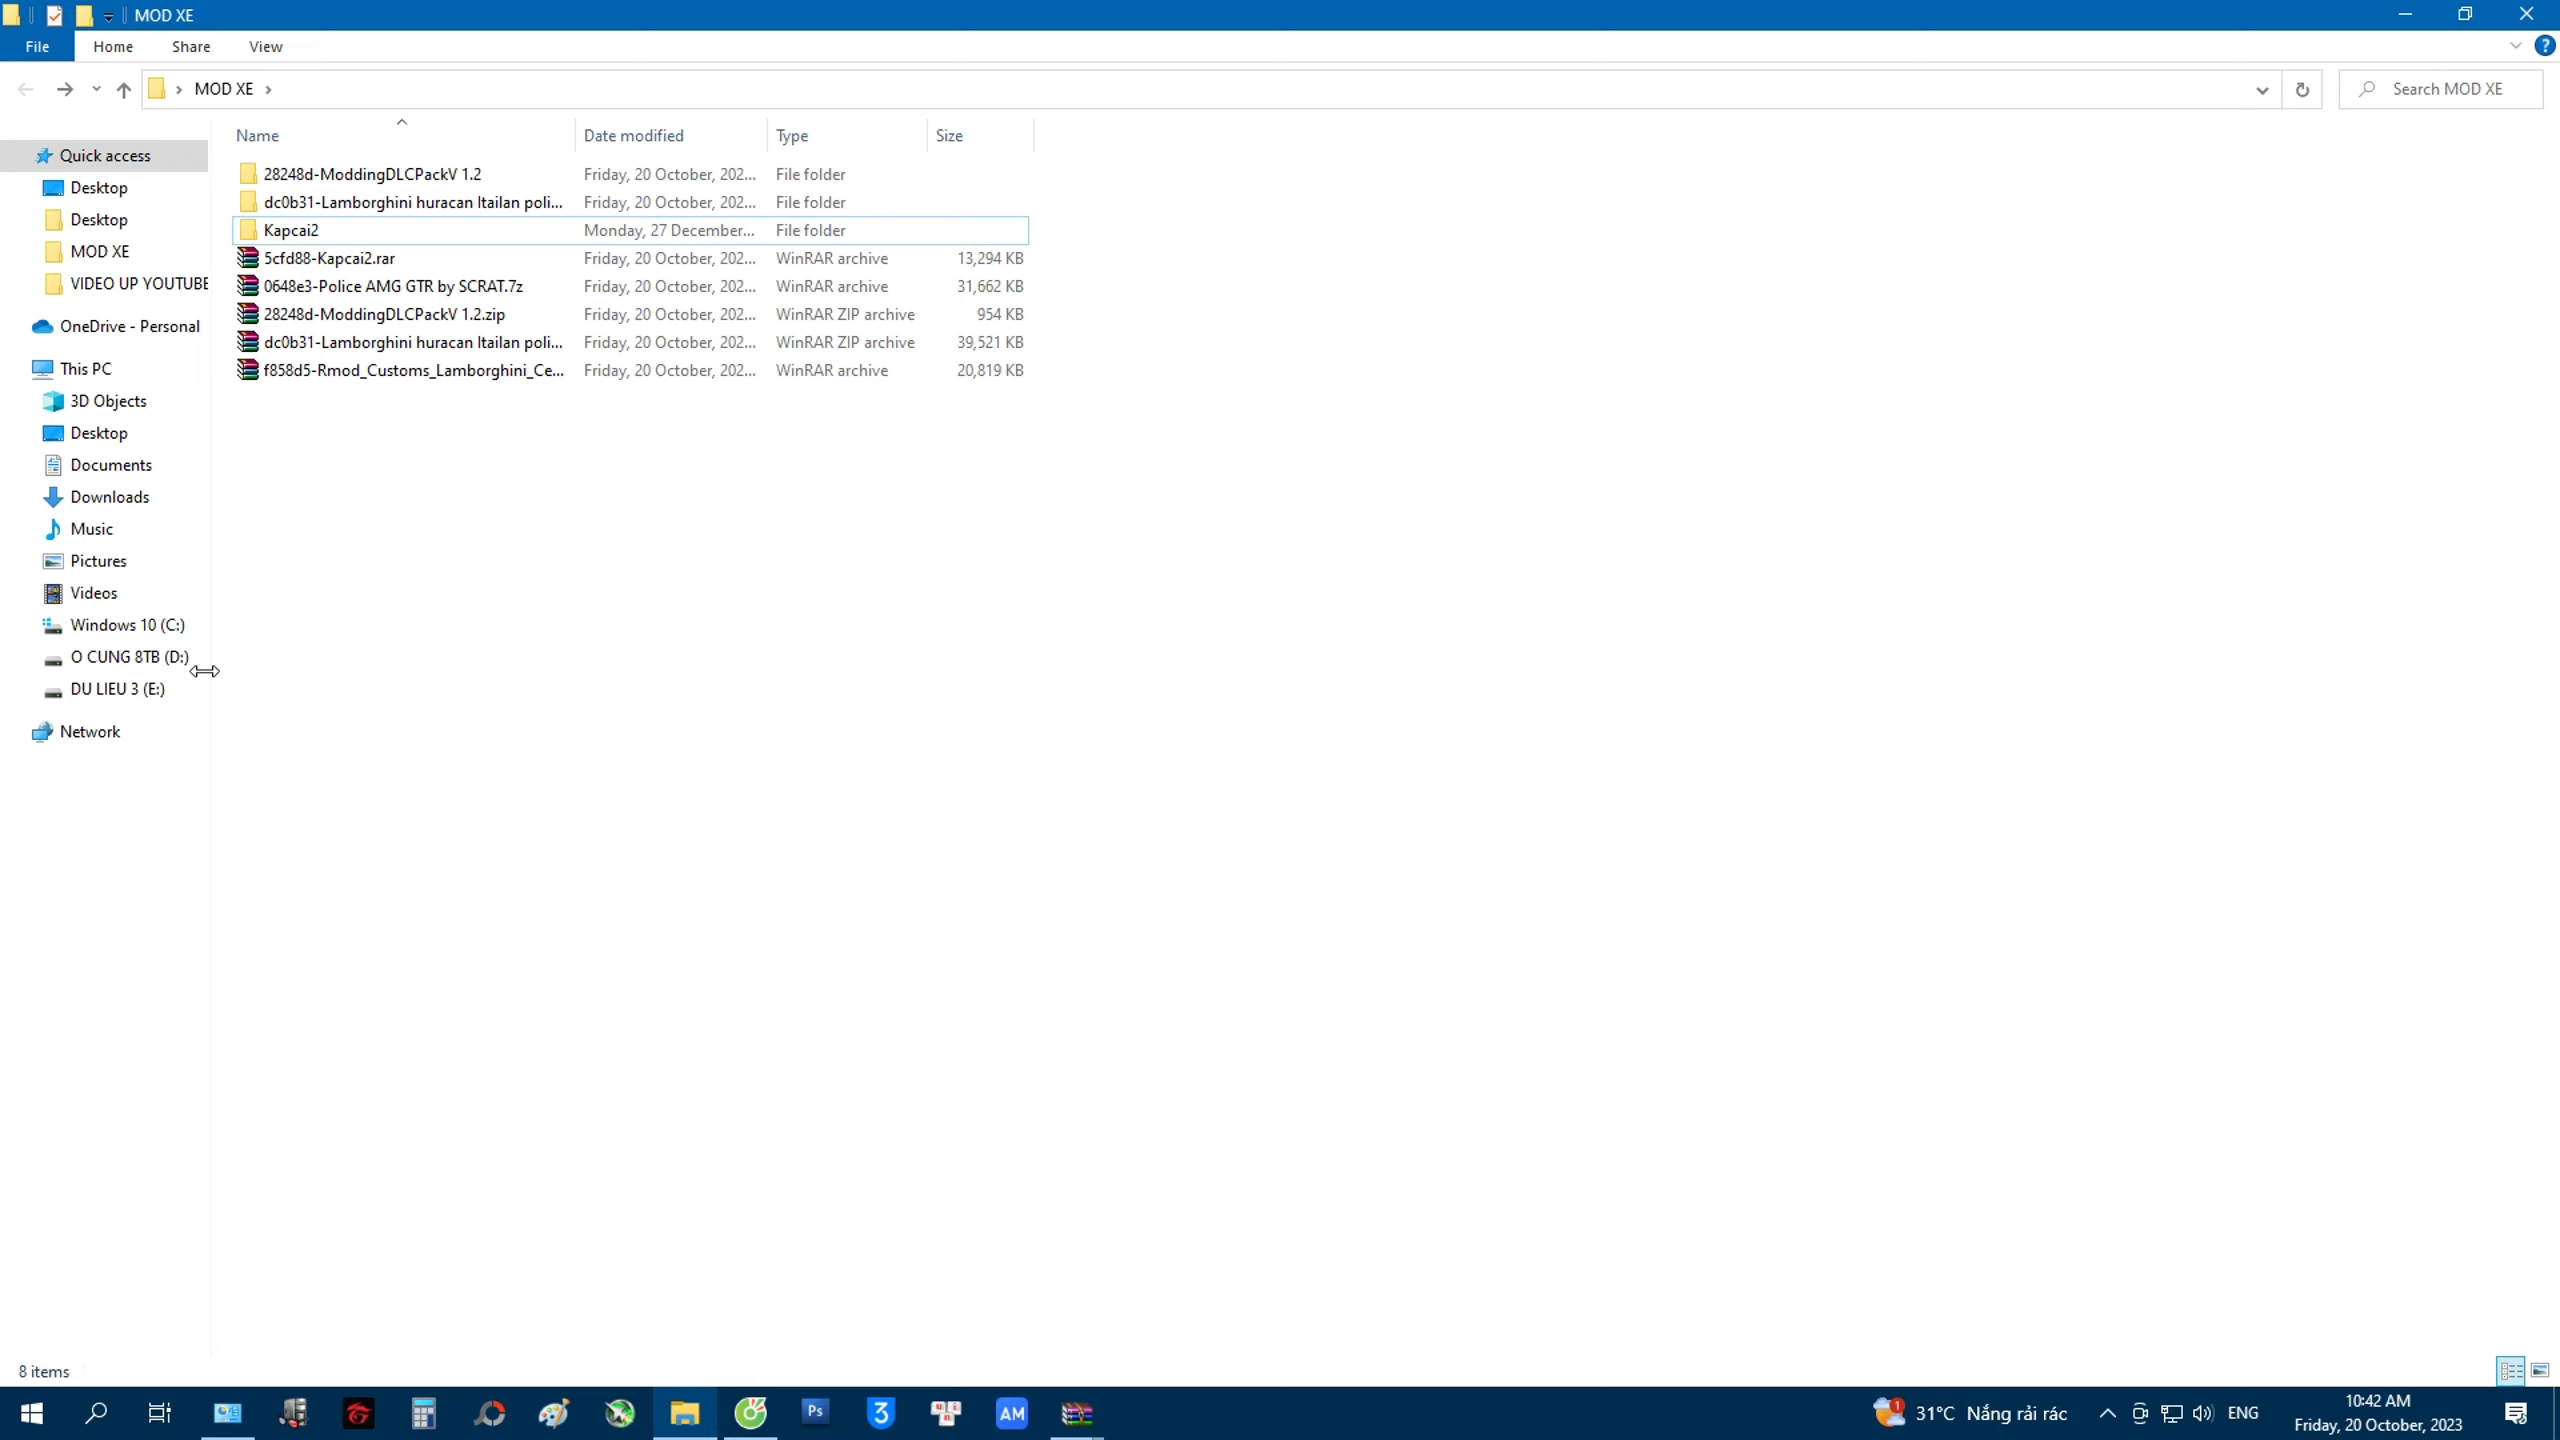 MOD XE
File Home Share View
MOD XE
Search MOD XE
Name Date modified Type Size
Quick access
Desktop
Desktop
MOD XE
VIDEO UP YOUTUBE
OneDrive - Personal
This PC
3D Objects
Desktop
Documents
Downloads
Music
Pictures
Videos
Windows 10 (C:)
O CUNG 8TB (D:)
DU LIEU 3 (E:)
Network
28248d-ModdingDLCPackV 1.2 Friday, 20 October, 202... File folder
dc0b31-Lamborghini huracan Itailan poli... Friday, 20 October, 202... File folder
Kapcai2 Monday, 27 December... File folder
5cfd88-Kapcai2.rar Friday, 20 October, 202... WinRAR archive 13,294 KB
0648e3-Police AMG GTR by SCRAT.7z Friday, 20 October, 202... WinRAR archive 31,662 KB
28248d-ModdingDLCPackV 1.2.zip Friday, 20 October, 202... WinRAR ZIP archive 954 KB
dc0b31-Lamborghini huracan Itailan poli... Friday, 20 October, 202... WinRAR ZIP archive 39,521 KB
f858d5-Rmod_Customs_Lamborghini_Ce... Friday, 20 October, 202... WinRAR archive 20,819 KB
8 items
Ps
3
AM
1
31°C Nắng rải rác
ENG
10:42 AM
Friday, 20 October, 2023